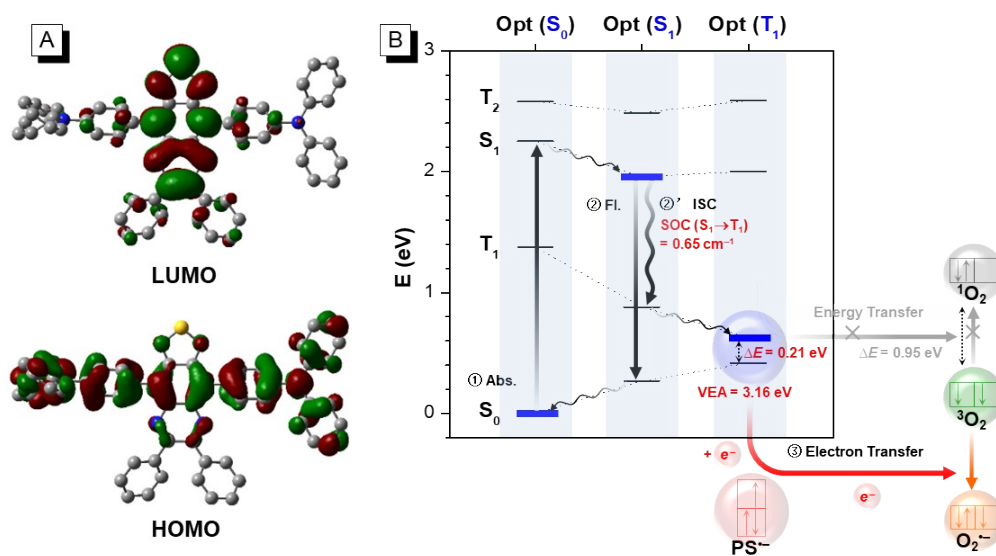 A
LUMO
HOMO
B
Opt (S₀) Opt (S₁) Opt (T₁)
3
2
1
0
E (eV)
T₂
S₁
T₁
S₀
② Fl.
②’ ISC
SOC (S₁→T₁)
= 0.65 cm⁻¹
① Abs.
ΔE = 0.21 eV
VEA = 3.16 eV
Energy Transfer
ΔE = 0.95 eV
¹O₂
³O₂
③ Electron Transfer
+ e⁻
e⁻
PS•⁻
O₂•⁻